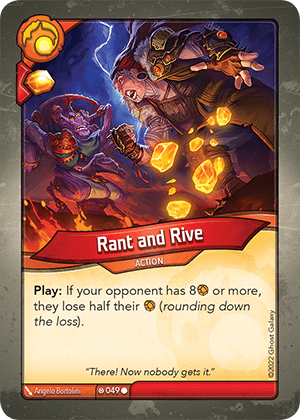 Rant and Rive
ACTION
Play: If your opponent has 8 or more,
they lose half their (rounding down
the loss).
"There! Now nobody gets it."
Angelo Bortolini
049
©2022 Ghost Galaxy